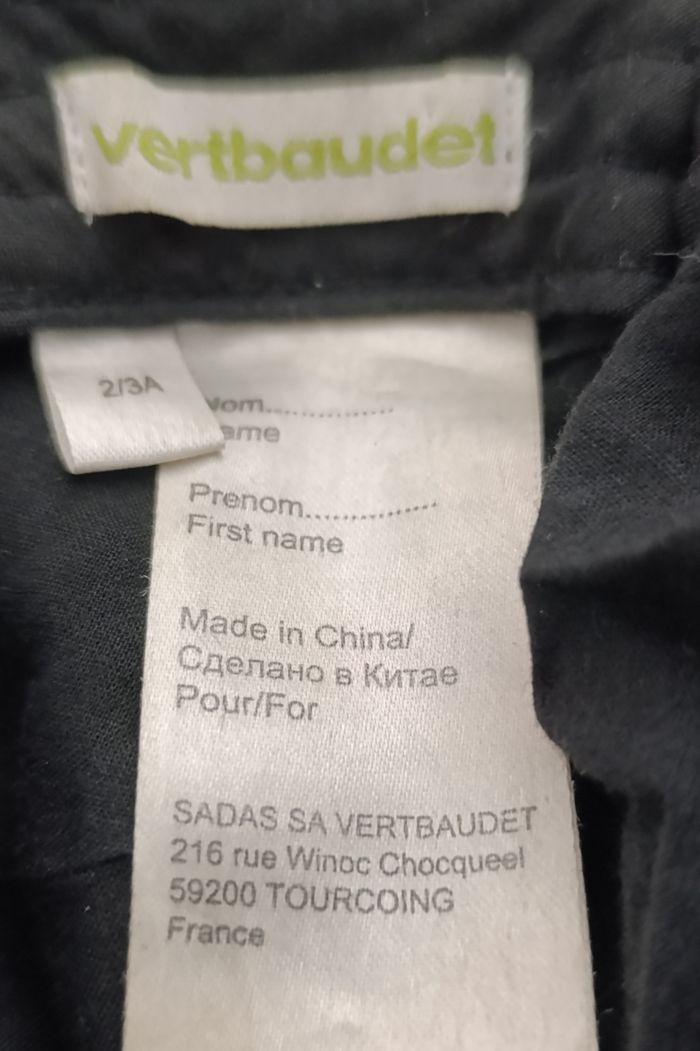 vertbaudet.
2/3A
Nom...............
Name
Prenom...............
First name
Made in China/
Сделано в Китае
Pour/For
SADAS SA VERTBAUDET
216 rue Winoc Chocqueel
59200 TOURCOING
France